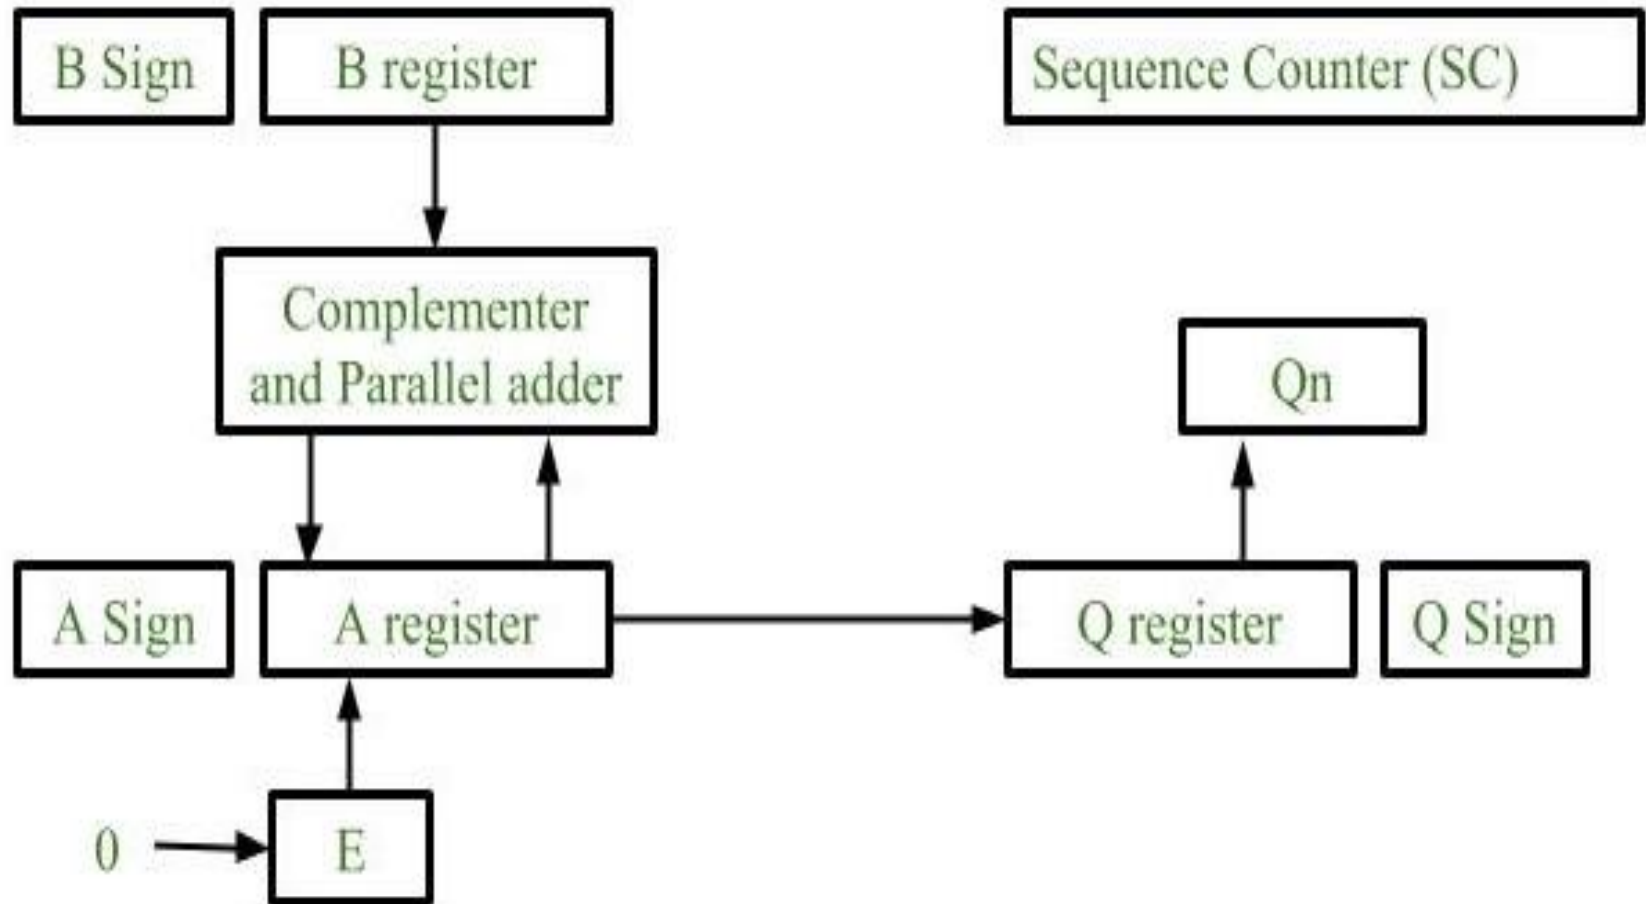 B Sign
B register
Sequence Counter (SC)
Complementer
and Parallel adder
Qn
A Sign
A register
Q register
Q Sign
0
E